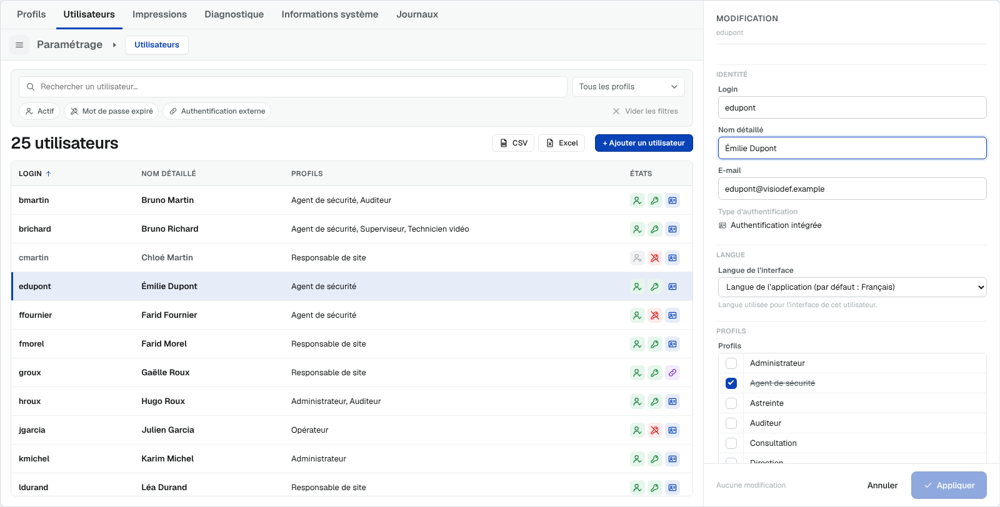 Profils Utilisateurs Impressions Diagnostique Informations système Journaux
Paramétrage Utilisateurs
Rechercher un utilisateur... Tous les profils
Actif Mot de passe expiré Authentification externe Vider les filtres
25 utilisateurs CSV Excel + Ajouter un utilisateur
LOGIN ↑ NOM DÉTAILLÉ PROFILS ÉTATS
bmartin Bruno Martin Agent de sécurité, Auditeur
brichard Bruno Richard Agent de sécurité, Superviseur, Technicien vidéo
cmartin Chloé Martin Responsable de site
edupont Émilie Dupont Agent de sécurité
ffournier Farid Fournier Agent de sécurité
fmorel Farid Morel Responsable de site
groux Gaëlle Roux Responsable de site
hroux Hugo Roux Administrateur, Auditeur
jgarcia Julien Garcia Opérateur
kmichel Karim Michel Administrateur
ldurand Léa Durand Responsable de site
MODIFICATION
edupont
IDENTITÉ
Login
edupont
Nom détaillé
Émilie Dupont
E-mail
edupont@visiodef.example
Type d'authentification
Authentification intégrée
LANGUE
Langue de l'interface
Langue de l'application (par défaut : Français)
Langue utilisée pour l'interface de cet utilisateur.
PROFILS
Profils
Administrateur
Agent de sécurité
Astreinte
Auditeur
Consultation
Direction
Aucune modification Annuler Appliquer